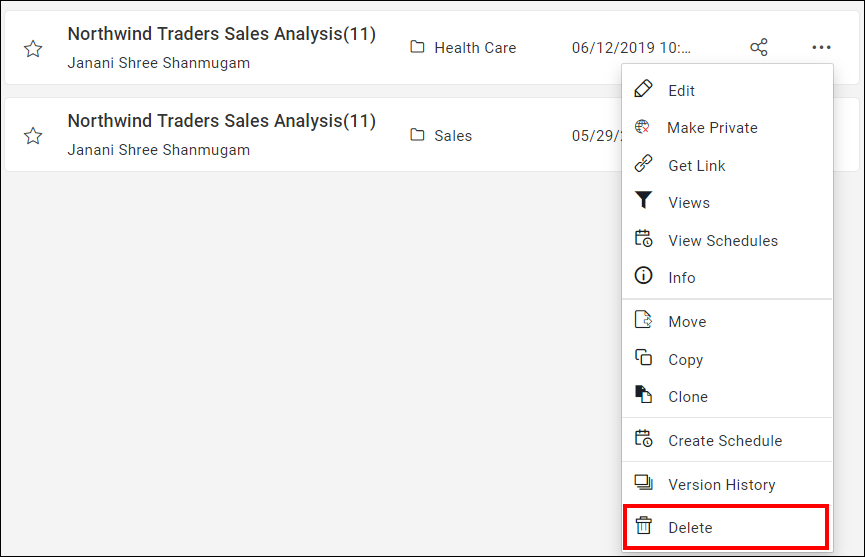 Northwind Traders Sales Analysis(11)
Janani Shree Shanmugam
Health Care
06/12/2019 10:...
Northwind Traders Sales Analysis(11)
Janani Shree Shanmugam
Sales
05/29/
Edit
Make Private
Get Link
Views
View Schedules
Info
Move
Copy
Clone
Create Schedule
Version History
Delete